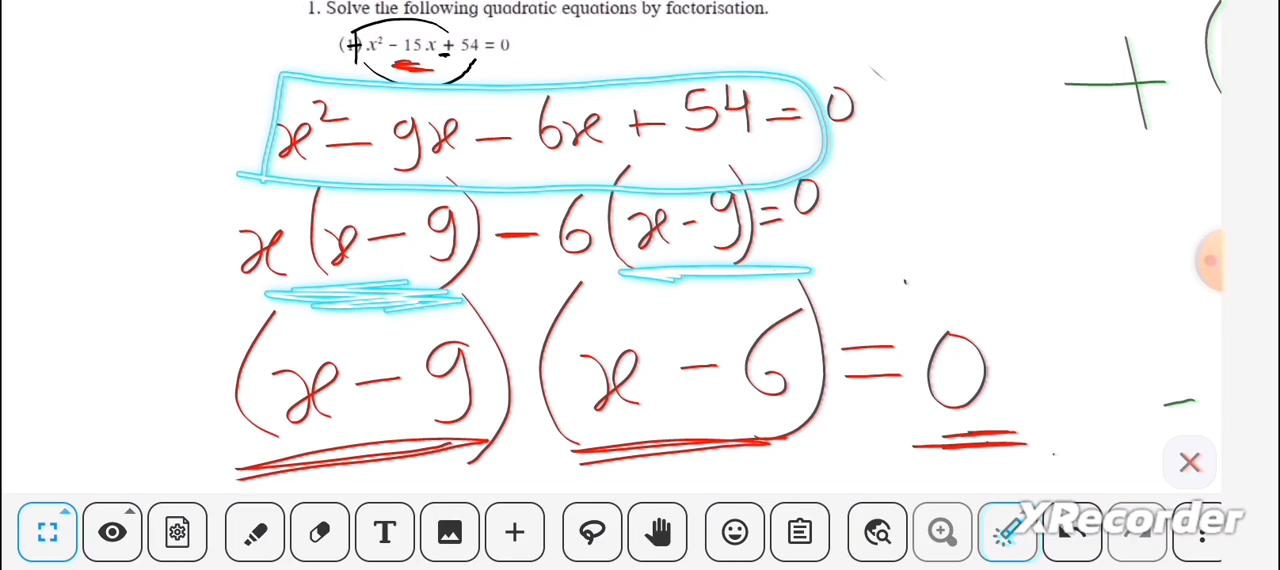 1. Solve the following quadratic equations by factorisation.
(1) x² − 15x + 54 = 0
x² − 9x − 6x + 54 = 0
x(x − 9) − 6(x − 9) = 0
(x − 9)(x − 6) = 0
XRecorder